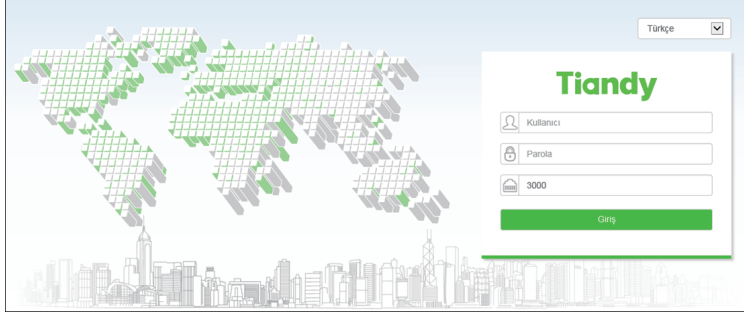 Türkçe
Tiandy
Kullanıcı
Parola
3000
Giriş